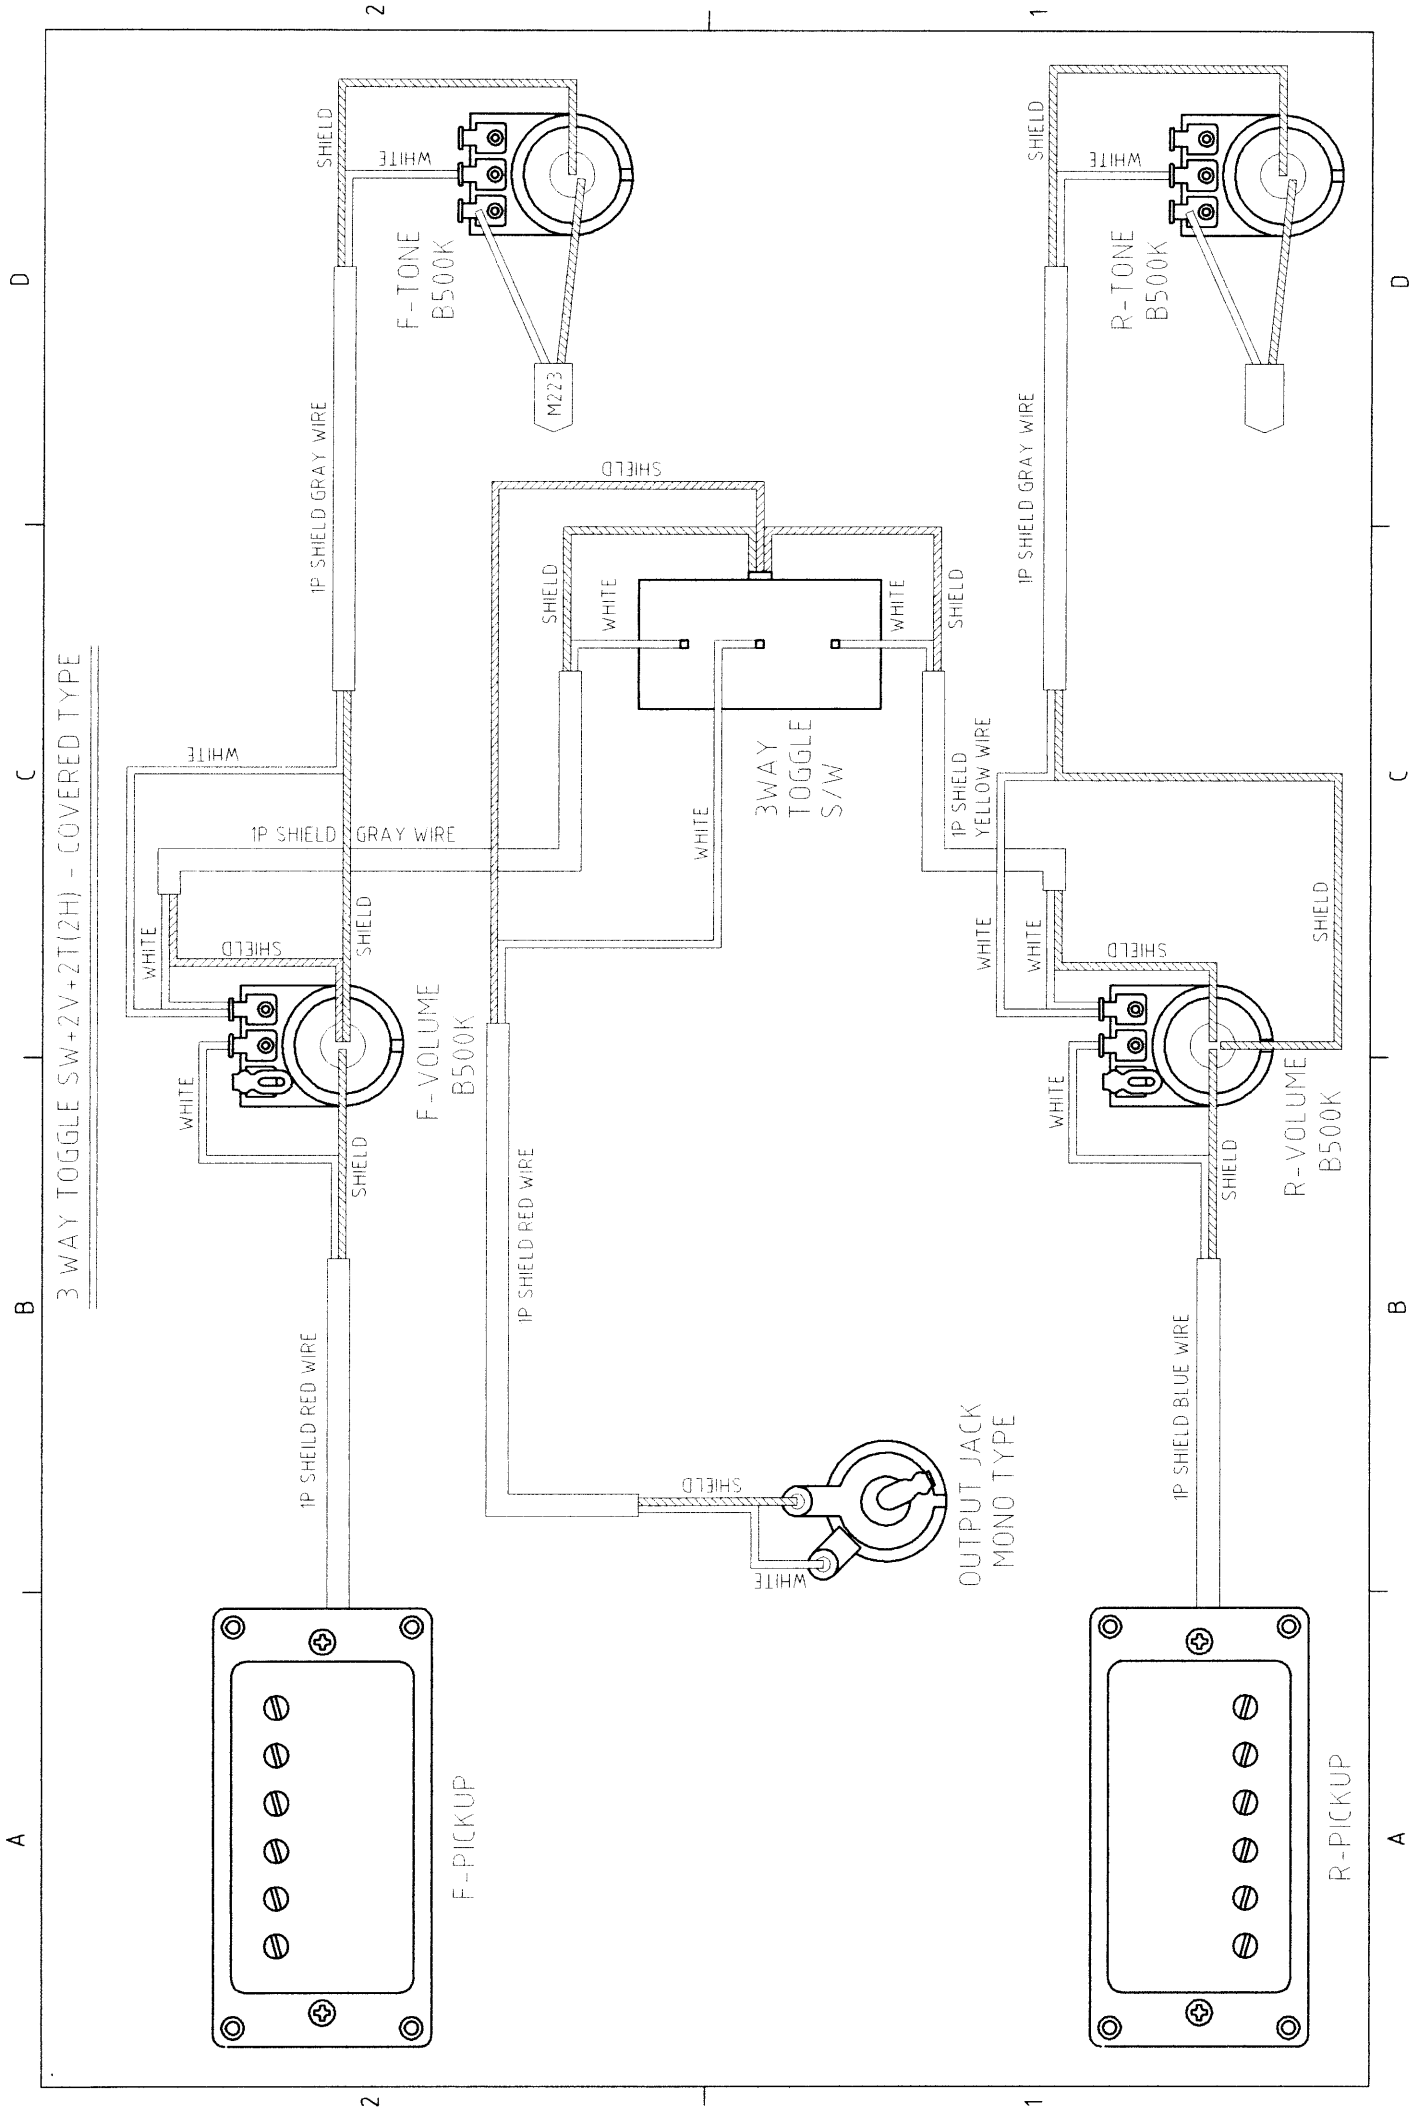 3 WAY TOGGLE SW+2V+2T(2H) - COVERED TYPE
A
B
C
D
2
1
F-PICKUP
1P SHEILD RED WIRE
WHITE
SHIELD
F-VOLUME
B500K
WHITE
SHIELD
SHIELD
WHITE
1P SHIELD GRAY WIRE
1P SHIELD GRAY WIRE
SHIELD
WHITE
F-TONE
B500K
M223
OUTPUT JACK
MONO TYPE
WHITE
SHIELD
1P SHIELD RED WIRE
WHITE
SHIELD
SHIELD
WHITE
3WAY
TOGGLE
S/W
WHITE
SHIELD
1P SHIELD
YELLOW WIRE
R-PICKUP
1P SHIELD BLUE WIRE
WHITE
SHIELD
R-VOLUME
B500K
WHITE
WHITE
SHIELD
SHIELD
1P SHIELD GRAY WIRE
SHIELD
WHITE
R-TONE
B500K
2
1
A
B
C
D